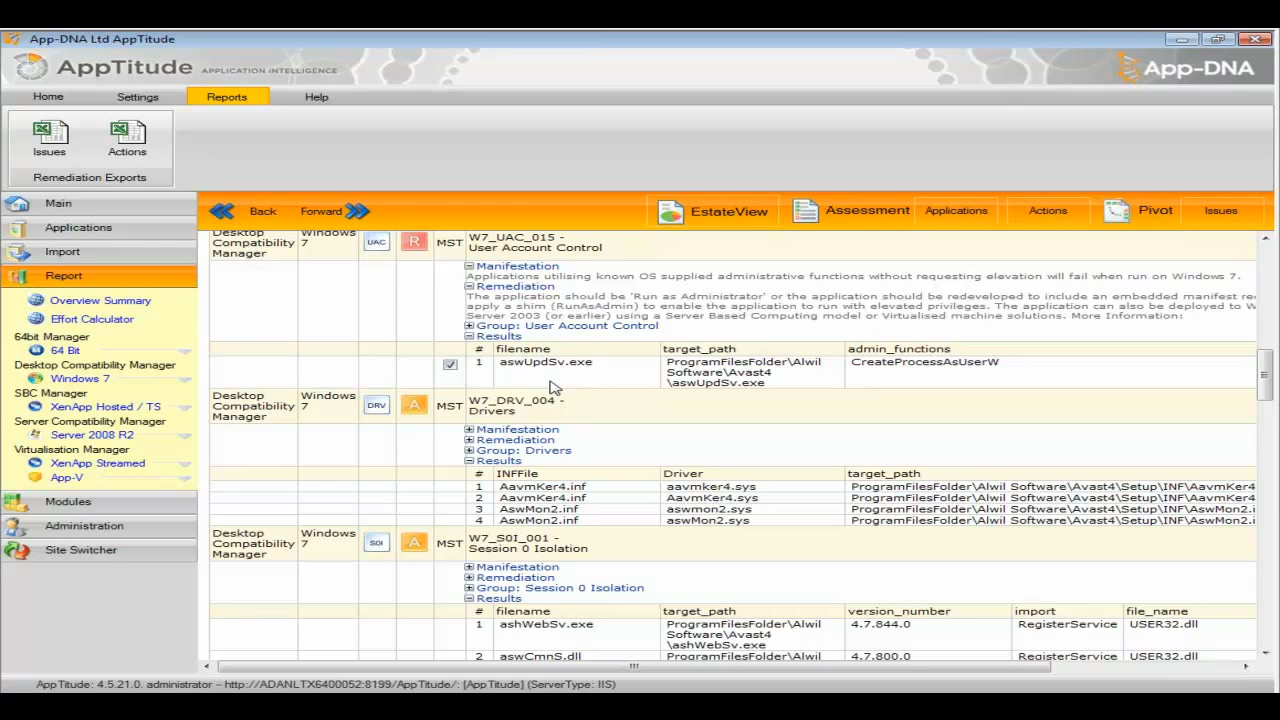 App-DNA Ltd AppTitude
AppTitude APPLICATION INTELLIGENCE
App-DNA
Home Settings Reports Help
Issues Actions
Remediation Exports
Main
Applications
Import
Report
Overview Summary
Effort Calculator
64bit Manager
64 Bit
Desktop Compatibility Manager
Windows 7
SBC Manager
XenApp Hosted / TS
Server Compatibility Manager
Server 2008 R2
Virtualisation Manager
XenApp Streamed
App-V
Modules
Administration
Site Switcher
Back Forward EstateView Assessment Applications Actions Pivot Issues
Desktop Compatibility Manager Windows 7 UAC R MST W7_UAC_015 -
User Account Control
Manifestation
Applications utilising known OS supplied administrative functions without requesting elevation will fail when run on Windows 7.
Remediation
The application should be 'Run as Administrator' or the application should be redeveloped to include an embedded manifest re
apply a shim (RunAsAdmin) to enable the application to run with elevated privileges. The application can also be deployed to W
Server 2003 (or earlier) using a Server Based Computing model or Virtualised machine solutions. More Information:
Group: User Account Control
Results
# filename target_path admin_functions
1 aswUpdSv.exe ProgramFilesFolder\Alwil CreateProcessAsUserW
Software\Avast4
\aswUpdSv.exe
Desktop Compatibility Manager Windows 7 DRV A MST W7_DRV_004 -
Drivers
Manifestation
Remediation
Group: Drivers
Results
# INFFile Driver target_path
1 AavmKer4.inf aavmker4.sys ProgramFilesFolder\Alwil Software\Avast4\Setup\INF\AavmKer4
2 AavmKer4.inf AavmKer4.sys ProgramFilesFolder\Alwil Software\Avast4\Setup\INF\AavmKer4
3 AswMon2.inf aswmon2.sys ProgramFilesFolder\Alwil Software\Avast4\Setup\INF\AswMon2.i
4 AswMon2.inf aswMon2.sys ProgramFilesFolder\Alwil Software\Avast4\Setup\INF\AswMon2.i
Desktop Compatibility Manager Windows 7 SOI A MST W7_S0I_001 -
Session 0 Isolation
Manifestation
Remediation
Group: Session 0 Isolation
Results
# filename target_path version_number import file_name
1 ashWebSv.exe ProgramFilesFolder\Alwil 4.7.844.0 RegisterService USER32.dll
Software\Avast4
\ashWebSv.exe
2 aswCmnS.dll ProgramFilesFolder\Alwil 4.7.800.0 RegisterService USER32.dll
AppTitude: 4.5.21.0. administrator – http://ADANLTX6400052:8199/AppTitude/: [AppTitude] (ServerType: IIS)